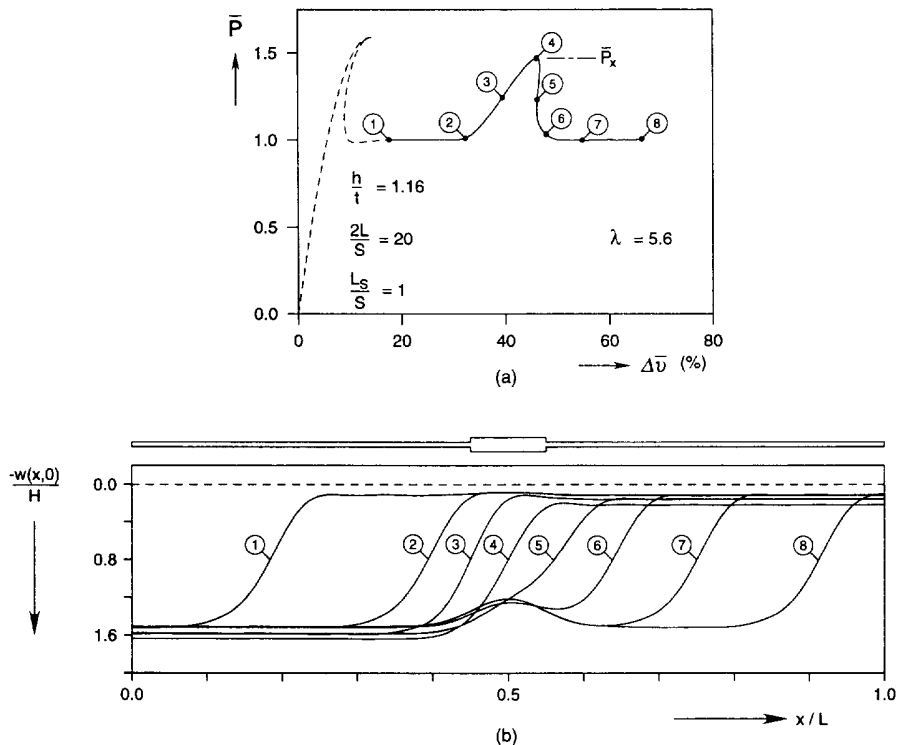 P̅
1.5
1.0
0.5
0.0
① ② ③ ④ ⑤ ⑥ ⑦ ⑧
P̅ₓ
h/t = 1.16
2L/S = 20
L_S/S = 1
λ = 5.6
0 20 40 60 80
Δῡ (%)
(a)
-w(x,0)/H
0.0
0.8
1.6
① ② ③ ④ ⑤ ⑥ ⑦ ⑧
0.0 0.5 1.0
x / L
(b)